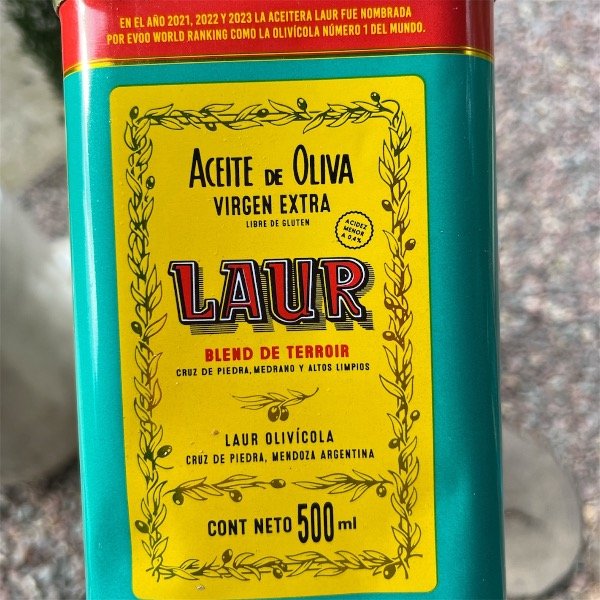 EN EL AÑO 2021, 2022 Y 2023 LA ACEITERA LAUR FUE NOMBRADA
POR EVOO WORLD RANKING COMO LA OLIVÍCOLA NÚMERO 1 DEL MUNDO.
ACEITE DE OLIVA
VIRGEN EXTRA
LIBRE DE GLUTEN
ACIDEZ
MENOR
A 0,4%
LAUR
BLEND DE TERROIR
CRUZ DE PIEDRA, MEDRANO Y ALTOS LIMPIOS
LAUR OLIVÍCOLA
CRUZ DE PIEDRA, MENDOZA ARGENTINA
CONT NETO 500 ml